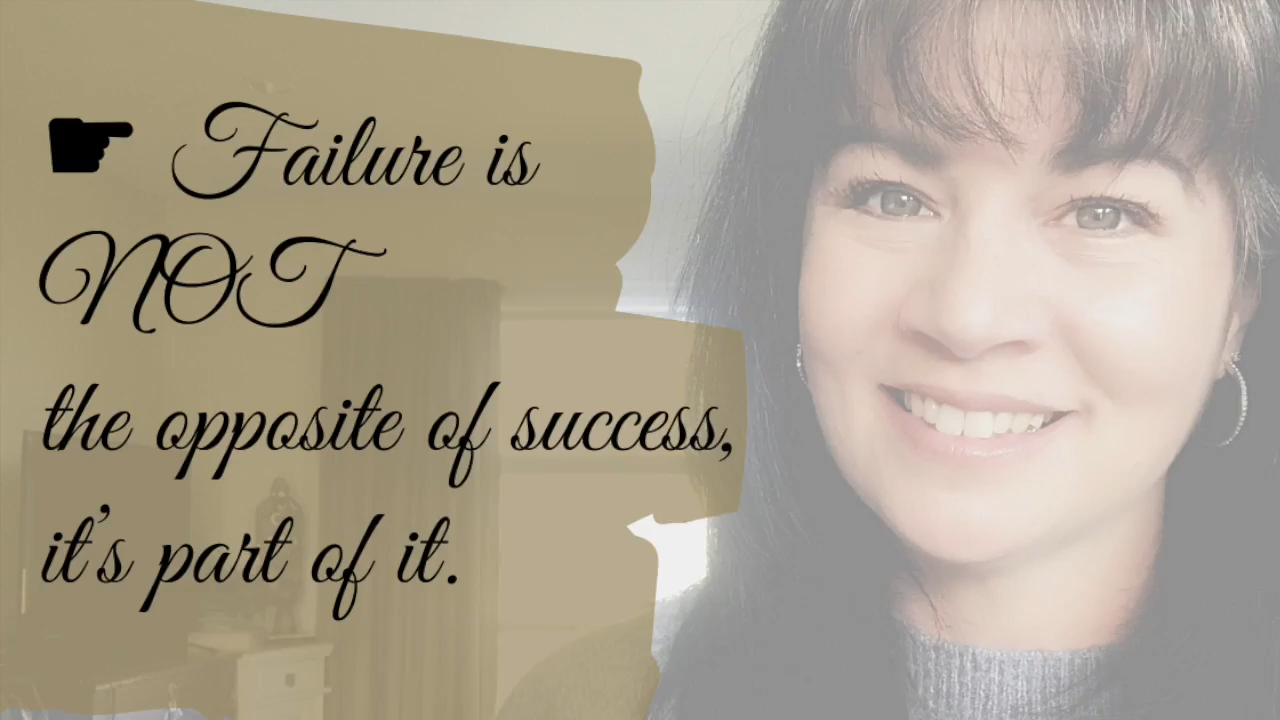 ☛ Failure is
NOT
the opposite of success,
it's part of it.